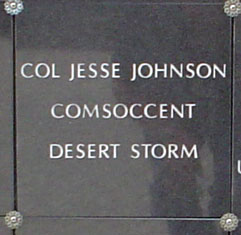 COL JESSE JOHNSON
COMSOCCENT
DESERT STORM